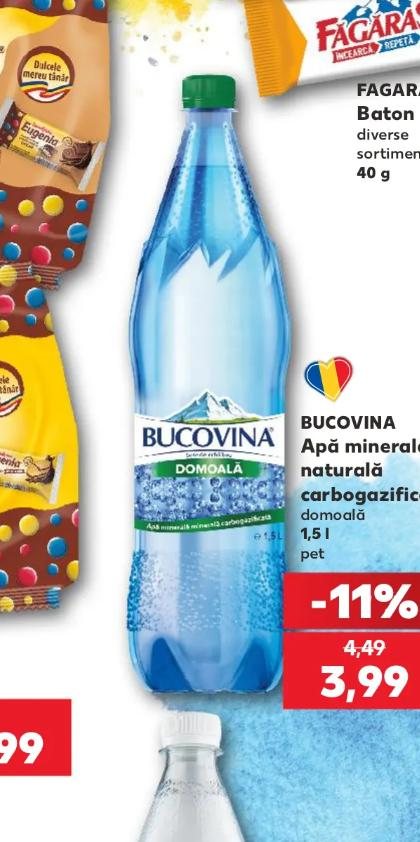 FĂGĂRAȘ
ÎNCEARCĂ REPETĂ
FAGARA
Baton
diverse
sortimen
40 g
Dulcele
mereu tânăr
Eugenia
BUCOVINA
DOMOALĂ
Apă minerală naturală carbogazificată
e 1,5 L
BUCOVINA
Apă minerală
naturală
carbogazifica
domoală
1,5 l
pet
-11%
4,49
3,99
99